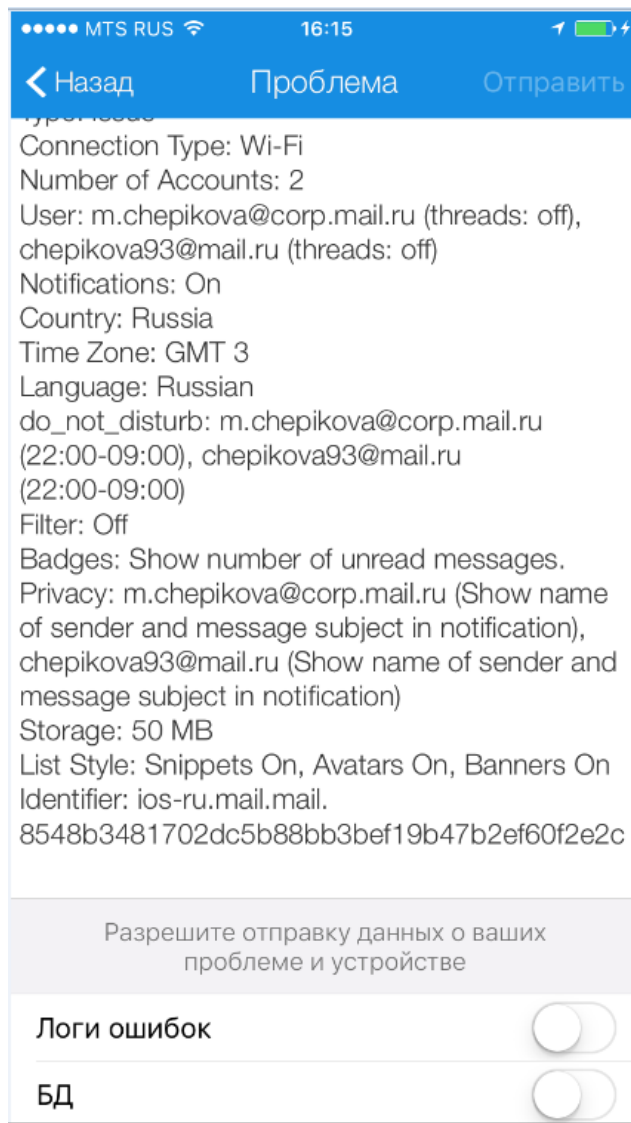 MTS RUS 16:15
Назад Проблема Отправить
Type: Issue
Connection Type: Wi-Fi
Number of Accounts: 2
User: m.chepikova@corp.mail.ru (threads: off),
chepikova93@mail.ru (threads: off)
Notifications: On
Country: Russia
Time Zone: GMT 3
Language: Russian
do_not_disturb: m.chepikova@corp.mail.ru
(22:00-09:00), chepikova93@mail.ru
(22:00-09:00)
Filter: Off
Badges: Show number of unread messages.
Privacy: m.chepikova@corp.mail.ru (Show name
of sender and message subject in notification),
chepikova93@mail.ru (Show name of sender and
message subject in notification)
Storage: 50 MB
List Style: Snippets On, Avatars On, Banners On
Identifier: ios-ru.mail.mail.
8548b3481702dc5b88bb3bef19b47b2ef60f2e2c
Разрешите отправку данных о ваших
проблеме и устройстве
Логи ошибок
БД